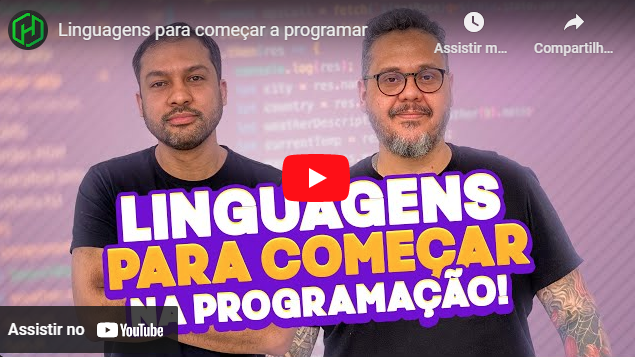 Linguagens para começar a programar
Assistir m...
Compartilh...
LINGUAGENS
PARA COMEÇAR
NA PROGRAMAÇÃO!
Assistir no YouTube